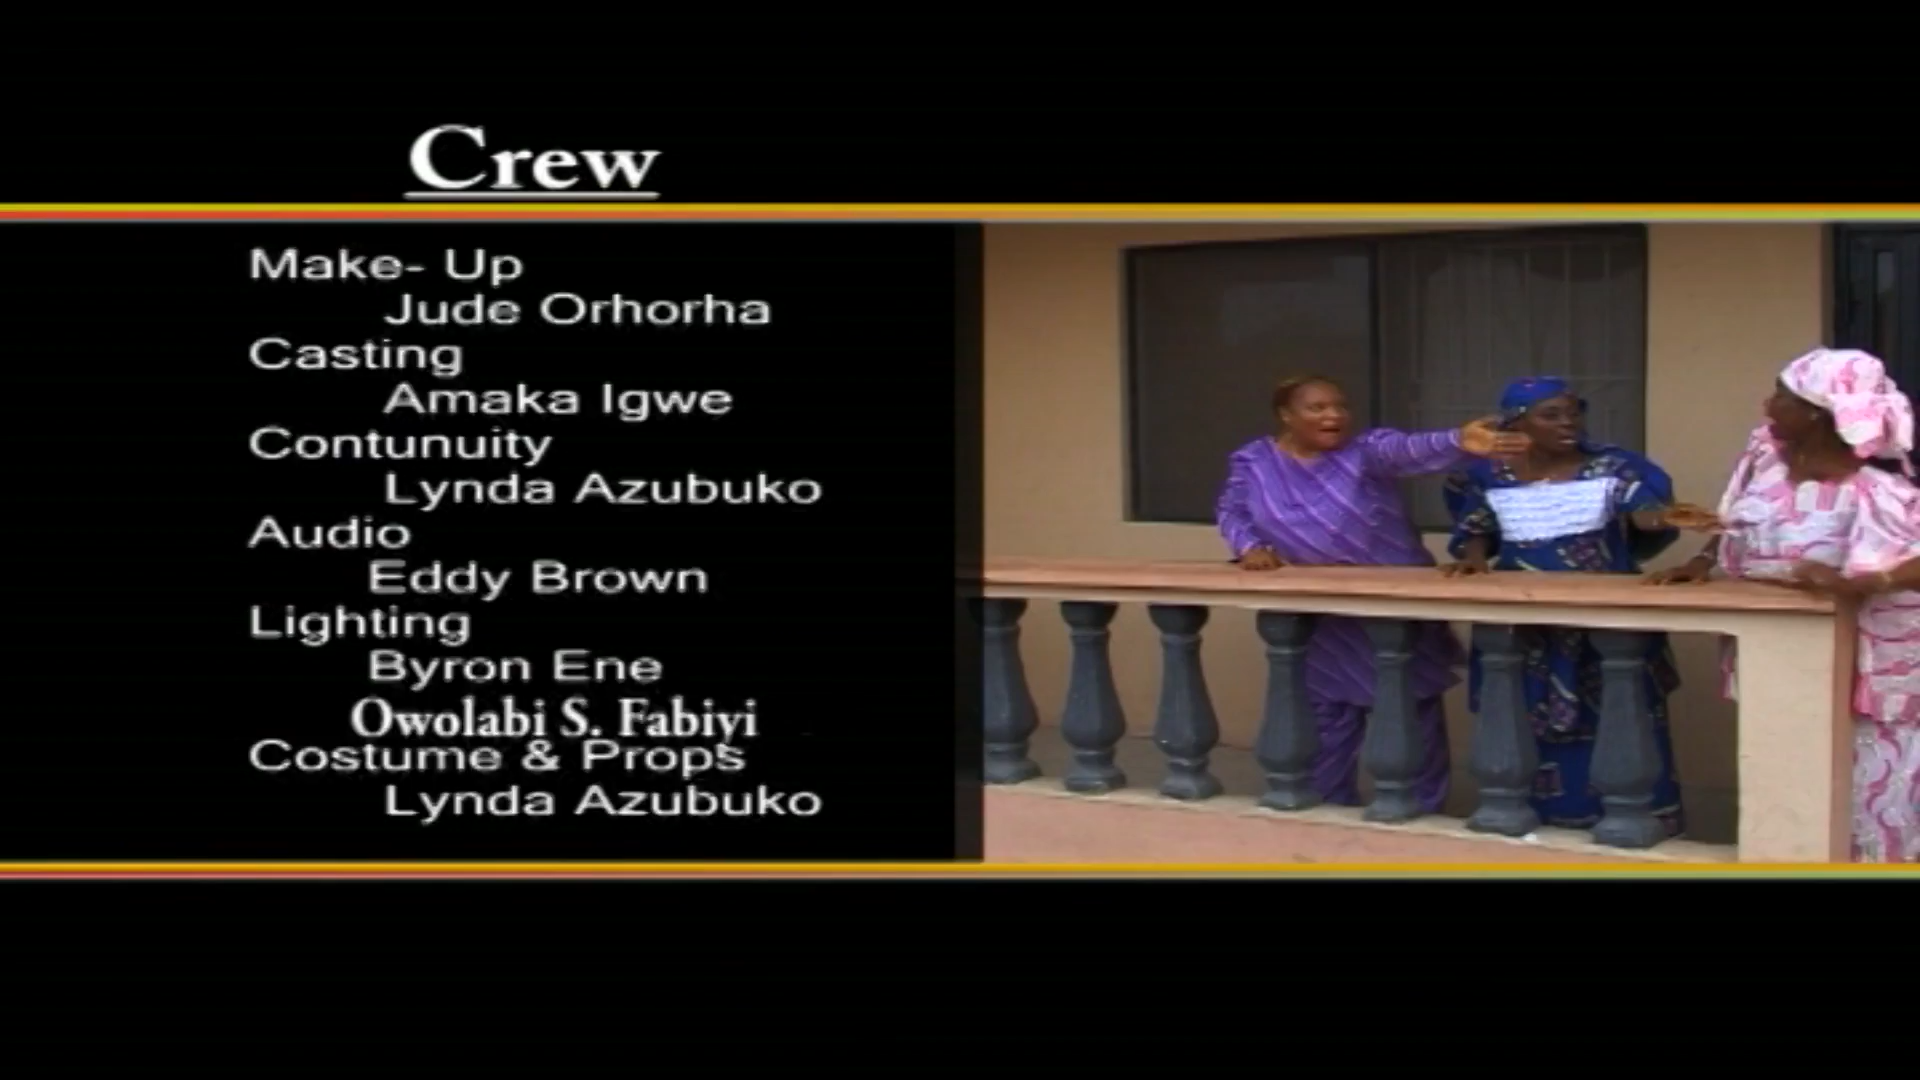 Crew
Make- Up
Jude Orhorha
Casting
Amaka Igwe
Contunuity
Lynda Azubuko
Audio
Eddy Brown
Lighting
Byron Ene
Owolabi S. Fabiyi
Costume & Props
Lynda Azubuko